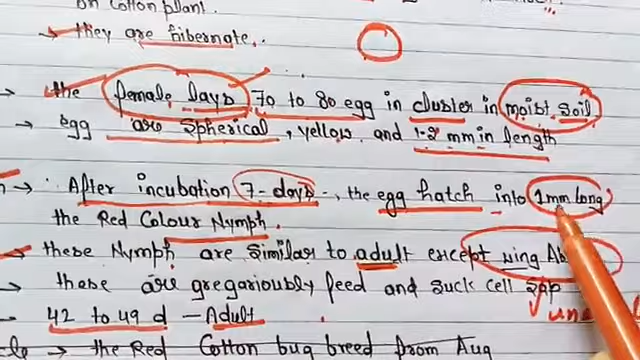 on Cotton plant.
→ they are hibernate.
→ the female lays 70 to 80 egg in cluster in moist soil
→ egg are spherical, yellow and 1-2 mm in length
→ After incubation 7-days -, the egg hatch into 1mm long
the Red Colour Nymph.
these Nymph are similar to adult except wing
→ these are gregariously feed and suck cell sap
42 to 49 d - Adult
→ the Red Cotton bug breed from Aug